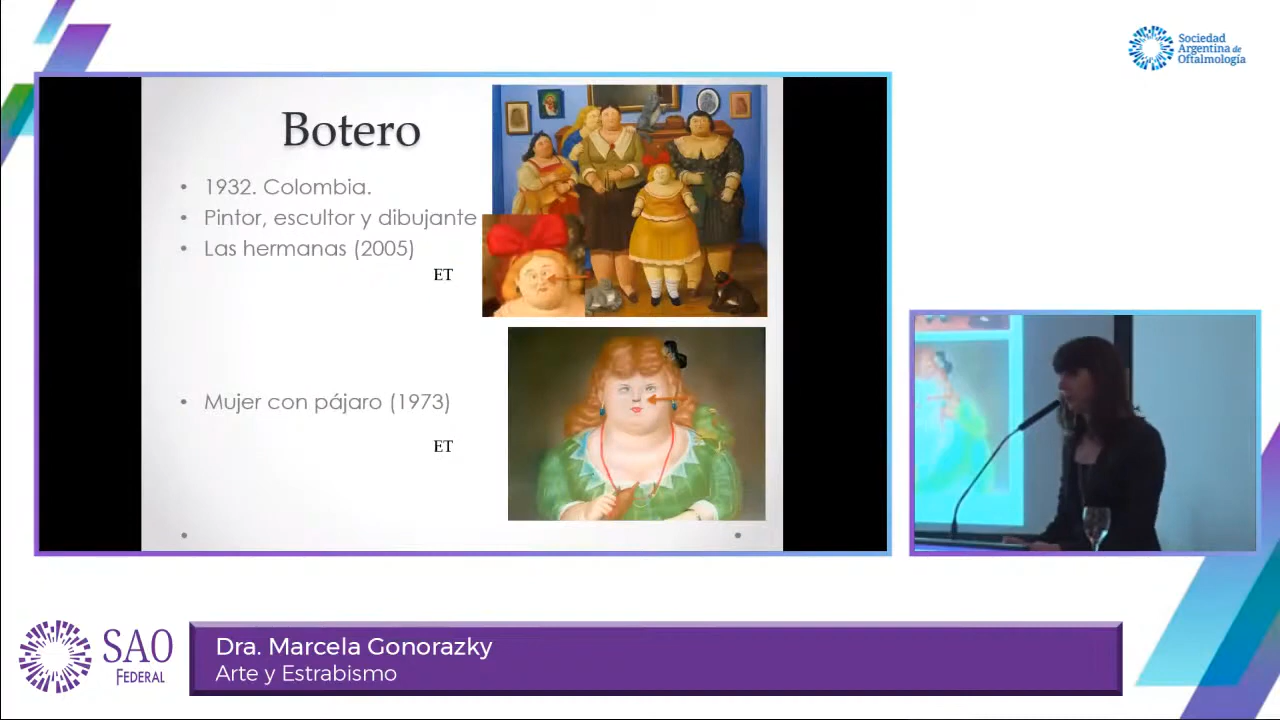 Sociedad
Argentina de
Oftalmología
Botero
• 1932. Colombia.
• Pintor, escultor y dibujante
• Las hermanas (2005)
ET
• Mujer con pájaro (1973)
ET
SAO
FEDERAL
Dra. Marcela Gonorazky
Arte y Estrabismo